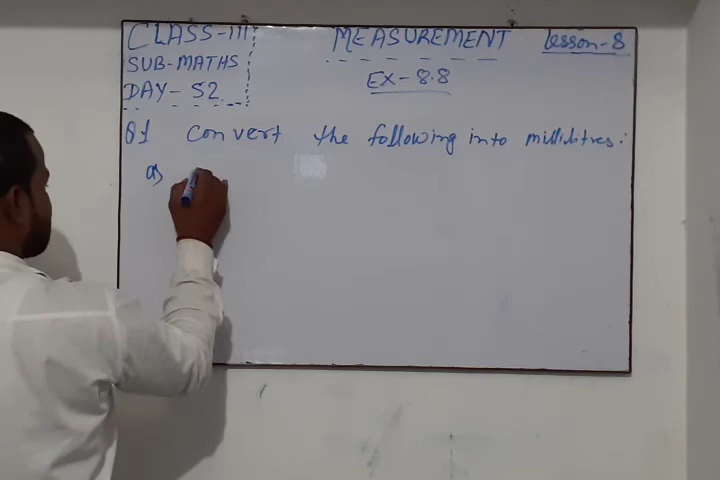 CLASS-III MEASUREMENT Lesson-8
SUB-MATHS
EX-8.8
DAY-52
Q1 Convert the following into millilitres:
a)